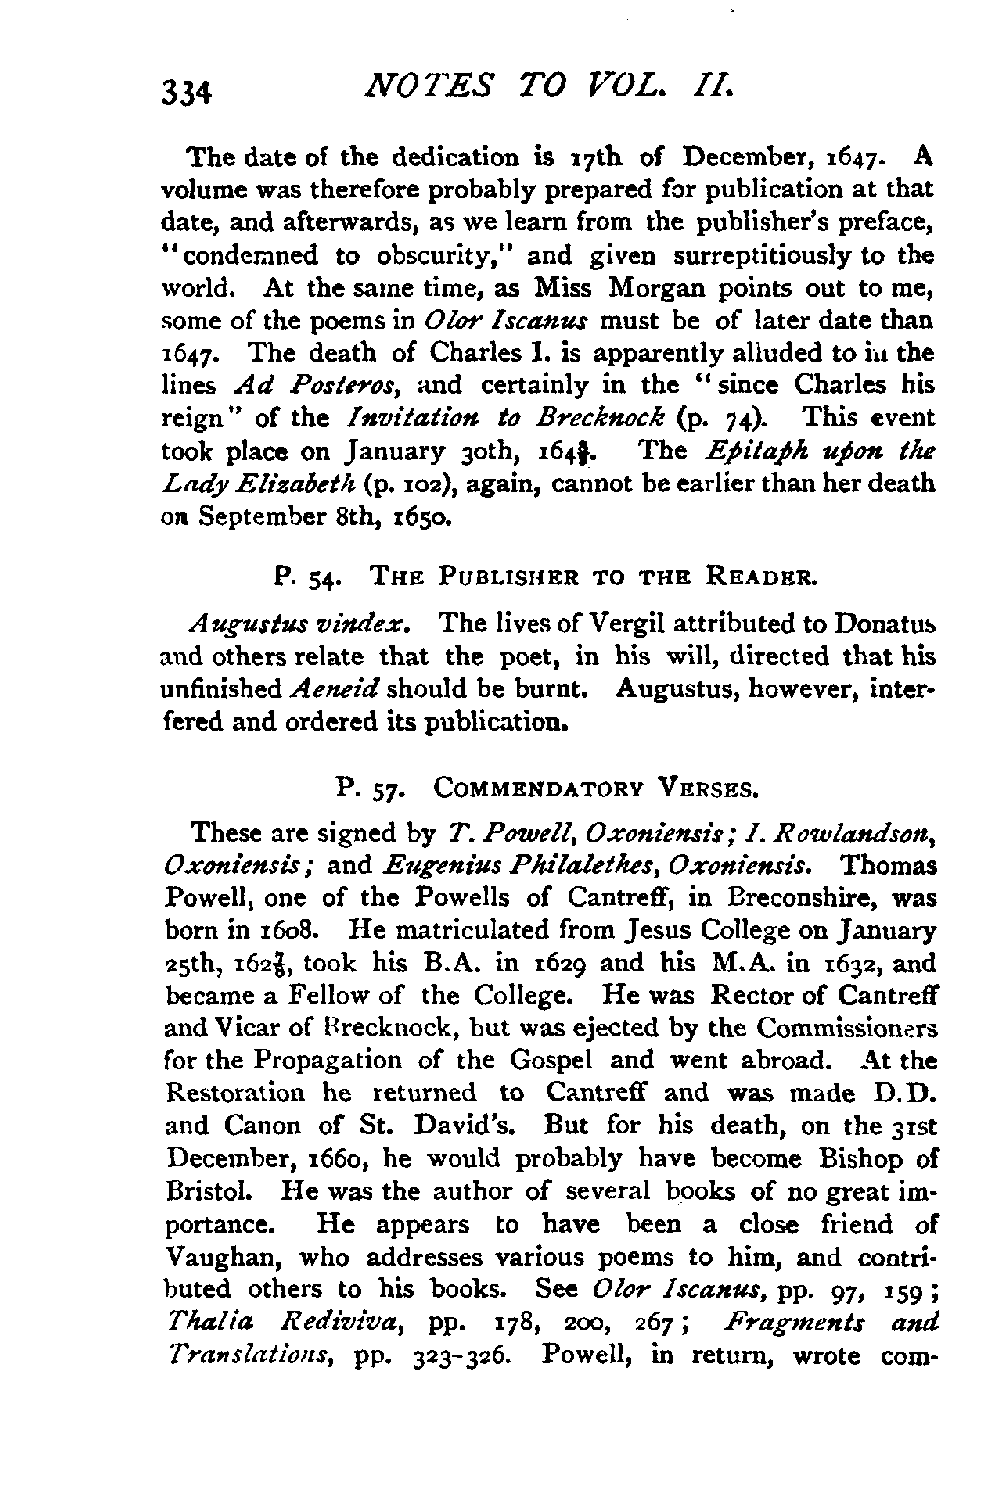 334 NOTES TO VOL. II.
The date of the dedication is 17th of December, 1647. A
volume was therefore probably prepared for publication at that
date, and afterwards, as we learn from the publisher's preface,
"condemned to obscurity," and given surreptitiously to the
world. At the same time, as Miss Morgan points out to me,
some of the poems in Olor Iscanus must be of later date than
1647. The death of Charles I. is apparently alluded to in the
lines Ad Posteros, and certainly in the "since Charles his
reign" of the Invitation to Brecknock (p. 74). This event
took place on January 30th, 164⁸⁄₉. The Epitaph upon the
Lady Elizabeth (p. 102), again, cannot be earlier than her death
on September 8th, 1650.
P. 54. THE PUBLISHER TO THE READER.
Augustus vindex. The lives of Vergil attributed to Donatus
and others relate that the poet, in his will, directed that his
unfinished Aeneid should be burnt. Augustus, however, inter-
fered and ordered its publication.
P. 57. COMMENDATORY VERSES.
These are signed by T. Powell, Oxoniensis; I. Rowlandson,
Oxoniensis; and Eugenius Philalethes, Oxoniensis. Thomas
Powell, one of the Powells of Cantreff, in Breconshire, was
born in 1608. He matriculated from Jesus College on January
25th, 162⁷⁄₈, took his B.A. in 1629 and his M.A. in 1632, and
became a Fellow of the College. He was Rector of Cantreff
and Vicar of Brecknock, but was ejected by the Commissioners
for the Propagation of the Gospel and went abroad. At the
Restoration he returned to Cantreff and was made D.D.
and Canon of St. David's. But for his death, on the 31st
December, 1660, he would probably have become Bishop of
Bristol. He was the author of several books of no great im-
portance. He appears to have been a close friend of
Vaughan, who addresses various poems to him, and contri-
buted others to his books. See Olor Iscanus, pp. 97, 159;
Thalia Rediviva, pp. 178, 200, 267; Fragments and
Translations, pp. 323-326. Powell, in return, wrote com-